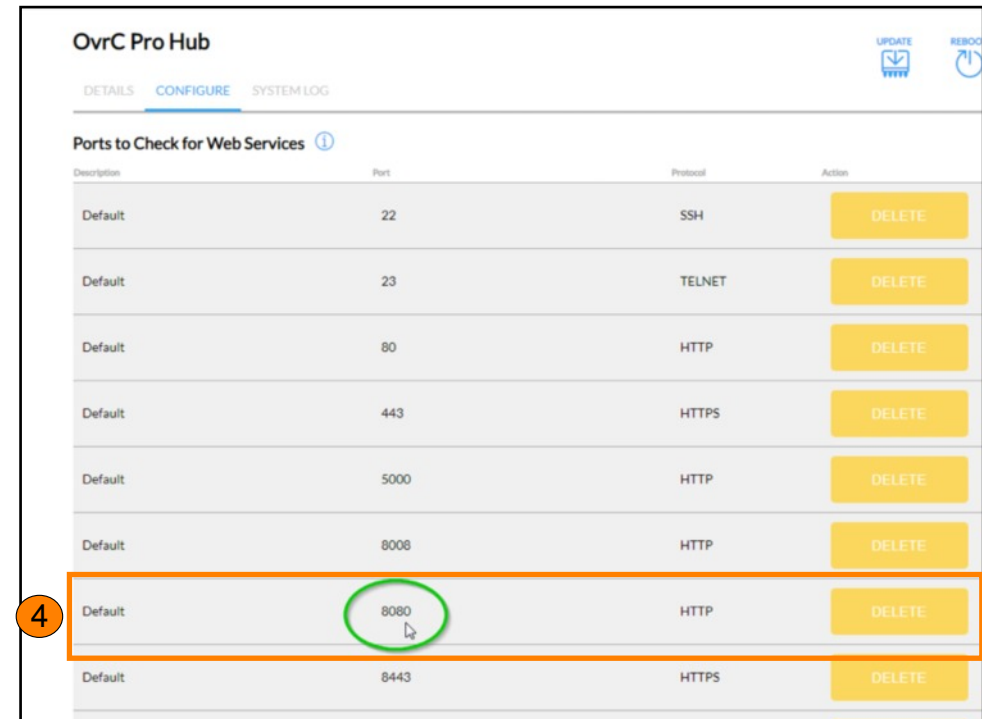 OvrC Pro Hub
UPDATE REBOO
DETAILS CONFIGURE SYSTEM LOG
Ports to Check for Web Services
Description Port Protocol Action
Default 22 SSH DELETE
Default 23 TELNET DELETE
Default 80 HTTP DELETE
Default 443 HTTPS DELETE
Default 5000 HTTP DELETE
Default 8008 HTTP DELETE
4 Default 8080 HTTP DELETE
Default 8443 HTTPS DELETE